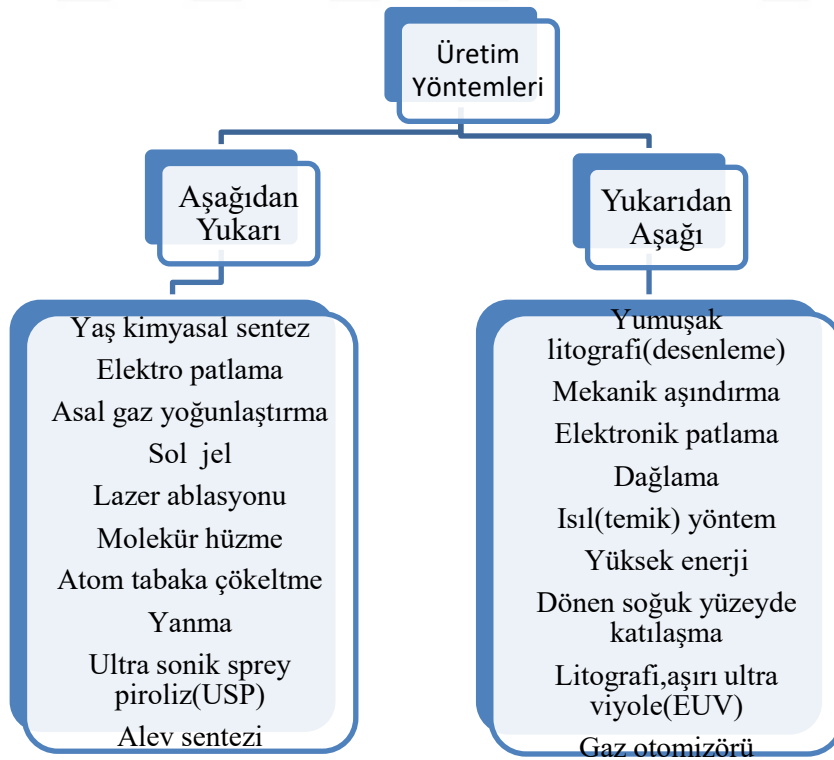 Üretim
Yöntemleri
Aşağıdan
Yukarı
Yaş kimyasal sentez
Elektro patlama
Asal gaz yoğunlaştırma
Sol jel
Lazer ablasyonu
Molekür hüzme
Atom tabaka çökeltme
Yanma
Ultra sonik sprey
piroliz(USP)
Alev sentezi
Yukarıdan
Aşağı
Yumuşak
litografi(desenleme)
Mekanik aşındırma
Elektronik patlama
Dağlama
Isıl(temik) yöntem
Yüksek enerji
Dönen soğuk yüzeyde
katılaşma
Litografi,aşırı ultra
viyole(EUV)
Gaz otomizörü